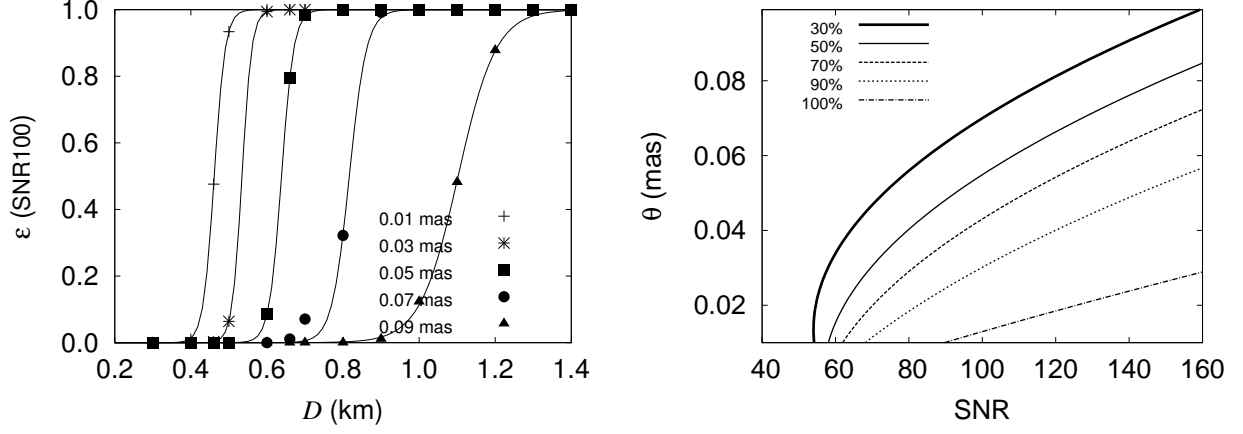 ε (SNR100)
1.0
0.8
0.6
0.4
0.2
0.0
0.01 mas
0.03 mas
0.05 mas
0.07 mas
0.09 mas
0.2 0.4 0.6 0.8 1.0 1.2 1.4
D (km)
θ (mas)
0.08
0.06
0.04
0.02
30%
50%
70%
90%
100%
40 60 80 100 120 140 160
SNR